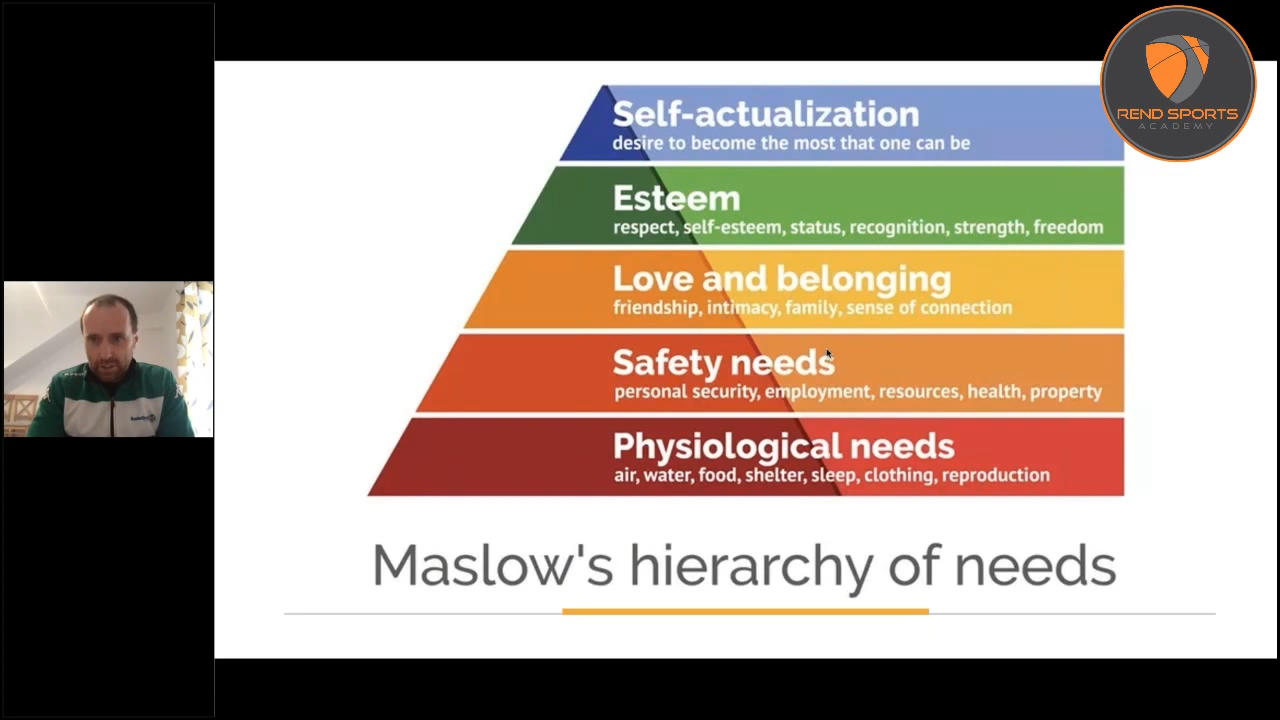 REND SPORTS
ACADEMY
Self-actualization
desire to become the most that one can be
Esteem
respect, self-esteem, status, recognition, strength, freedom
Love and belonging
friendship, intimacy, family, sense of connection
Safety needs
personal security, employment, resources, health, property
Physiological needs
air, water, food, shelter, sleep, clothing, reproduction
Maslow's hierarchy of needs